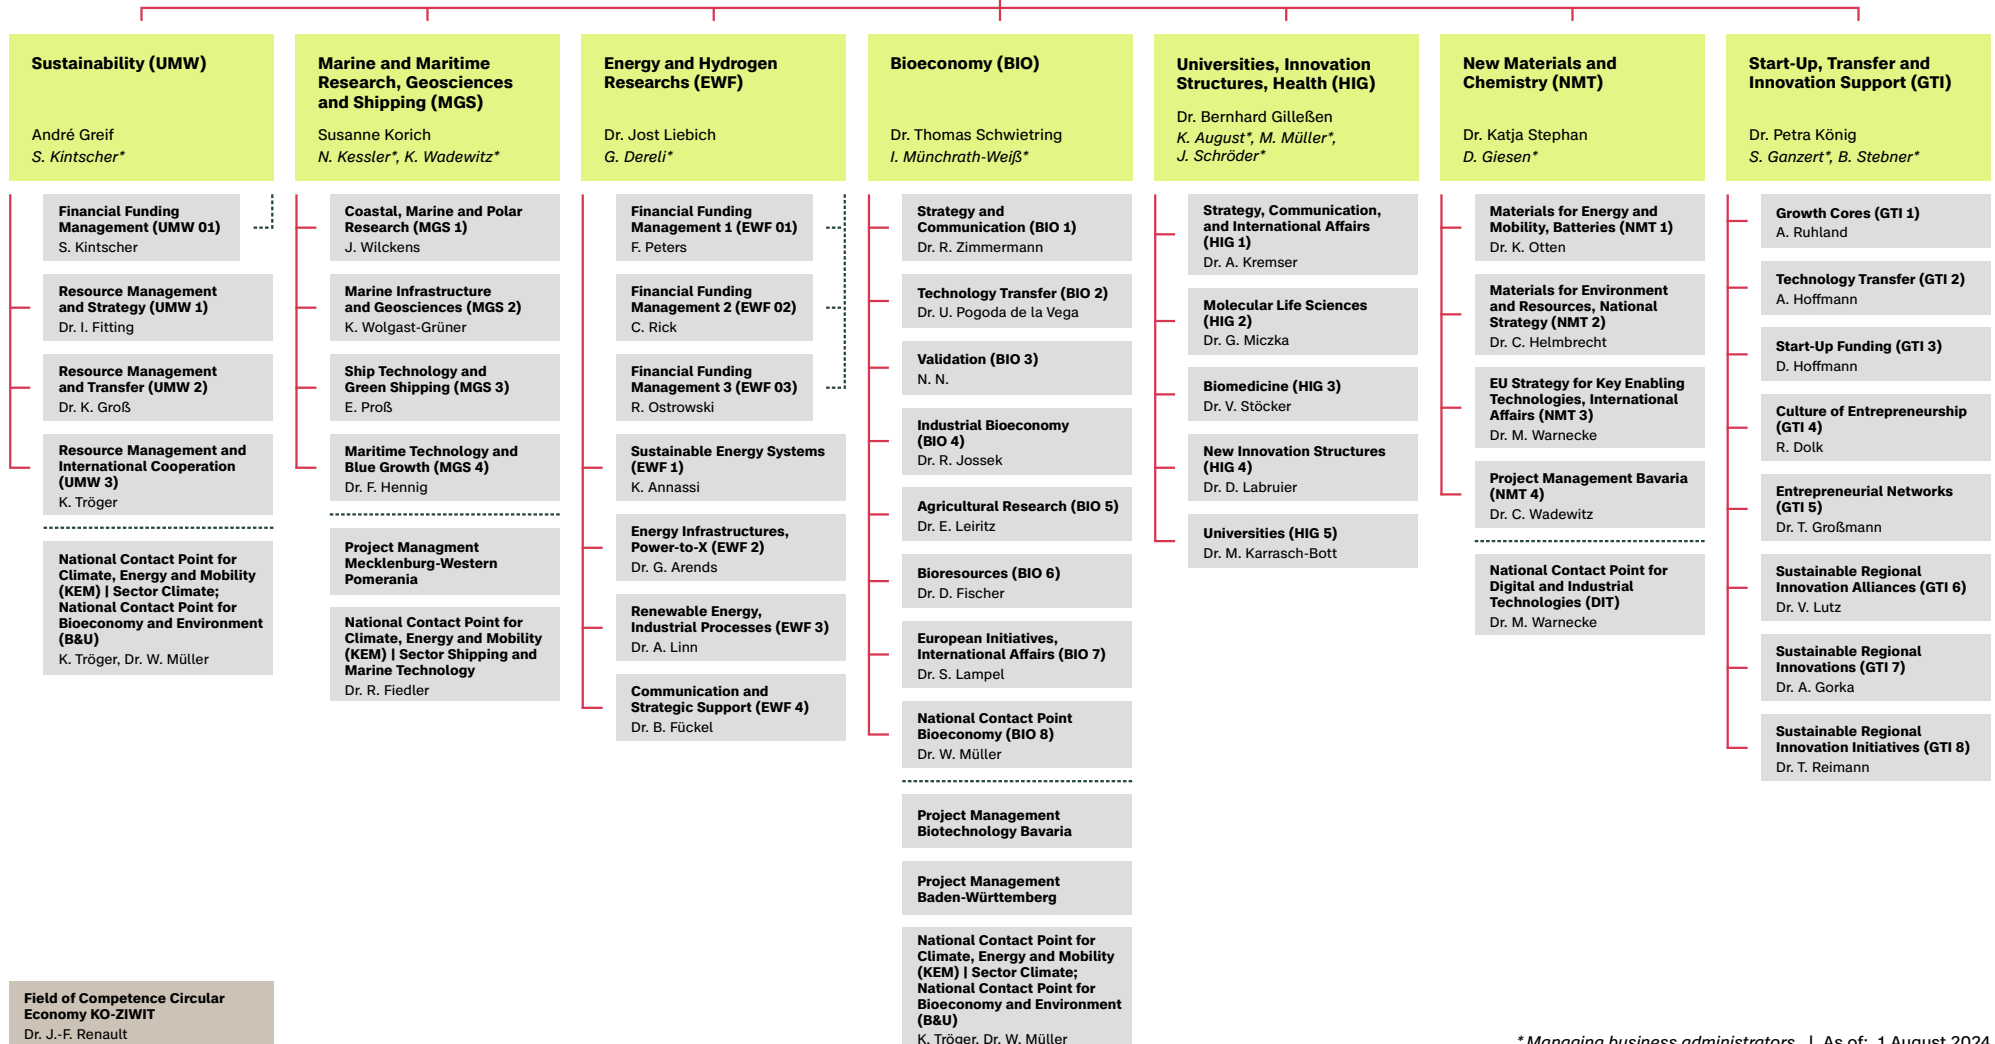 Sustainability (UMW)
André Greif
S. Kintscher*
Financial Funding
Management (UMW 01)
S. Kintscher
Resource Management
and Strategy (UMW 1)
Dr. I. Fitting
Resource Management
and Transfer (UMW 2)
Dr. K. Groß
Resource Management and
International Cooperation
(UMW 3)
K. Tröger
National Contact Point for
Climate, Energy and Mobility
(KEM) | Sector Climate;
National Contact Point for
Bioeconomy and Environment
(B&U)
K. Tröger, Dr. W. Müller
Field of Competence Circular
Economy KO-ZIWIT
Dr. J.-F. Renault
Marine and Maritime
Research, Geosciences
and Shipping (MGS)
Susanne Korich
N. Kessler*, K. Wadewitz*
Coastal, Marine and Polar
Research (MGS 1)
J. Wilckens
Marine Infrastructure
and Geosciences (MGS 2)
K. Wolgast-Grüner
Ship Technology and
Green Shipping (MGS 3)
E. Proß
Maritime Technology and
Blue Growth (MGS 4)
Dr. F. Hennig
Project Managment
Mecklenburg-Western
Pomerania
National Contact Point for
Climate, Energy and Mobility
(KEM) | Sector Shipping and
Marine Technology
Dr. R. Fiedler
Energy and Hydrogen
Researchs (EWF)
Dr. Jost Liebich
G. Dereli*
Financial Funding
Management 1 (EWF 01)
F. Peters
Financial Funding
Management 2 (EWF 02)
C. Rick
Financial Funding
Management 3 (EWF 03)
R. Ostrowski
Sustainable Energy Systems
(EWF 1)
K. Annassi
Energy Infrastructures,
Power-to-X (EWF 2)
Dr. G. Arends
Renewable Energy,
Industrial Processes (EWF 3)
Dr. A. Linn
Communication and
Strategic Support (EWF 4)
Dr. B. Fückel
Bioeconomy (BIO)
Dr. Thomas Schwietring
I. Münchrath-Weiß*
Strategy and
Communication (BIO 1)
Dr. R. Zimmermann
Technology Transfer (BIO 2)
Dr. U. Pogoda de la Vega
Validation (BIO 3)
N. N.
Industrial Bioeconomy
(BIO 4)
Dr. R. Jossek
Agricultural Research (BIO 5)
Dr. E. Leiritz
Bioresources (BIO 6)
Dr. D. Fischer
European Initiatives,
International Affairs (BIO 7)
Dr. S. Lampel
National Contact Point
Bioeconomy (BIO 8)
Dr. W. Müller
Project Management
Biotechnology Bavaria
Project Management
Baden-Württemberg
National Contact Point for
Climate, Energy and Mobility
(KEM) | Sector Climate;
National Contact Point for
Bioeconomy and Environment
(B&U)
K. Tröger, Dr. W. Müller
Universities, Innovation
Structures, Health (HIG)
Dr. Bernhard Gilleßen
K. August*, M. Müller*,
J. Schröder*
Strategy, Communication,
and International Affairs
(HIG 1)
Dr. A. Kremser
Molecular Life Sciences
(HIG 2)
Dr. G. Miczka
Biomedicine (HIG 3)
Dr. V. Stöcker
New Innovation Structures
(HIG 4)
Dr. D. Labruier
Universities (HIG 5)
Dr. M. Karrasch-Bott
New Materials and
Chemistry (NMT)
Dr. Katja Stephan
D. Giesen*
Materials for Energy and
Mobility, Batteries (NMT 1)
Dr. K. Otten
Materials for Environment
and Resources, National
Strategy (NMT 2)
Dr. C. Helmbrecht
EU Strategy for Key Enabling
Technologies, International
Affairs (NMT 3)
Dr. M. Warnecke
Project Management Bavaria
(NMT 4)
Dr. C. Wadewitz
National Contact Point for
Digital and Industrial
Technologies (DIT)
Dr. M. Warnecke
Start-Up, Transfer and
Innovation Support (GTI)
Dr. Petra König
S. Ganzert*, B. Stebner*
Growth Cores (GTI 1)
A. Ruhland
Technology Transfer (GTI 2)
A. Hoffmann
Start-Up Funding (GTI 3)
D. Hoffmann
Culture of Entrepreneurship
(GTI 4)
R. Dolk
Entrepreneurial Networks
(GTI 5)
Dr. T. Großmann
Sustainable Regional
Innovation Alliances (GTI 6)
Dr. V. Lutz
Sustainable Regional
Innovations (GTI 7)
Dr. A. Gorka
Sustainable Regional
Innovation Initiatives (GTI 8)
Dr. T. Reimann
* Managing business administrators | As of: 1 August 2024